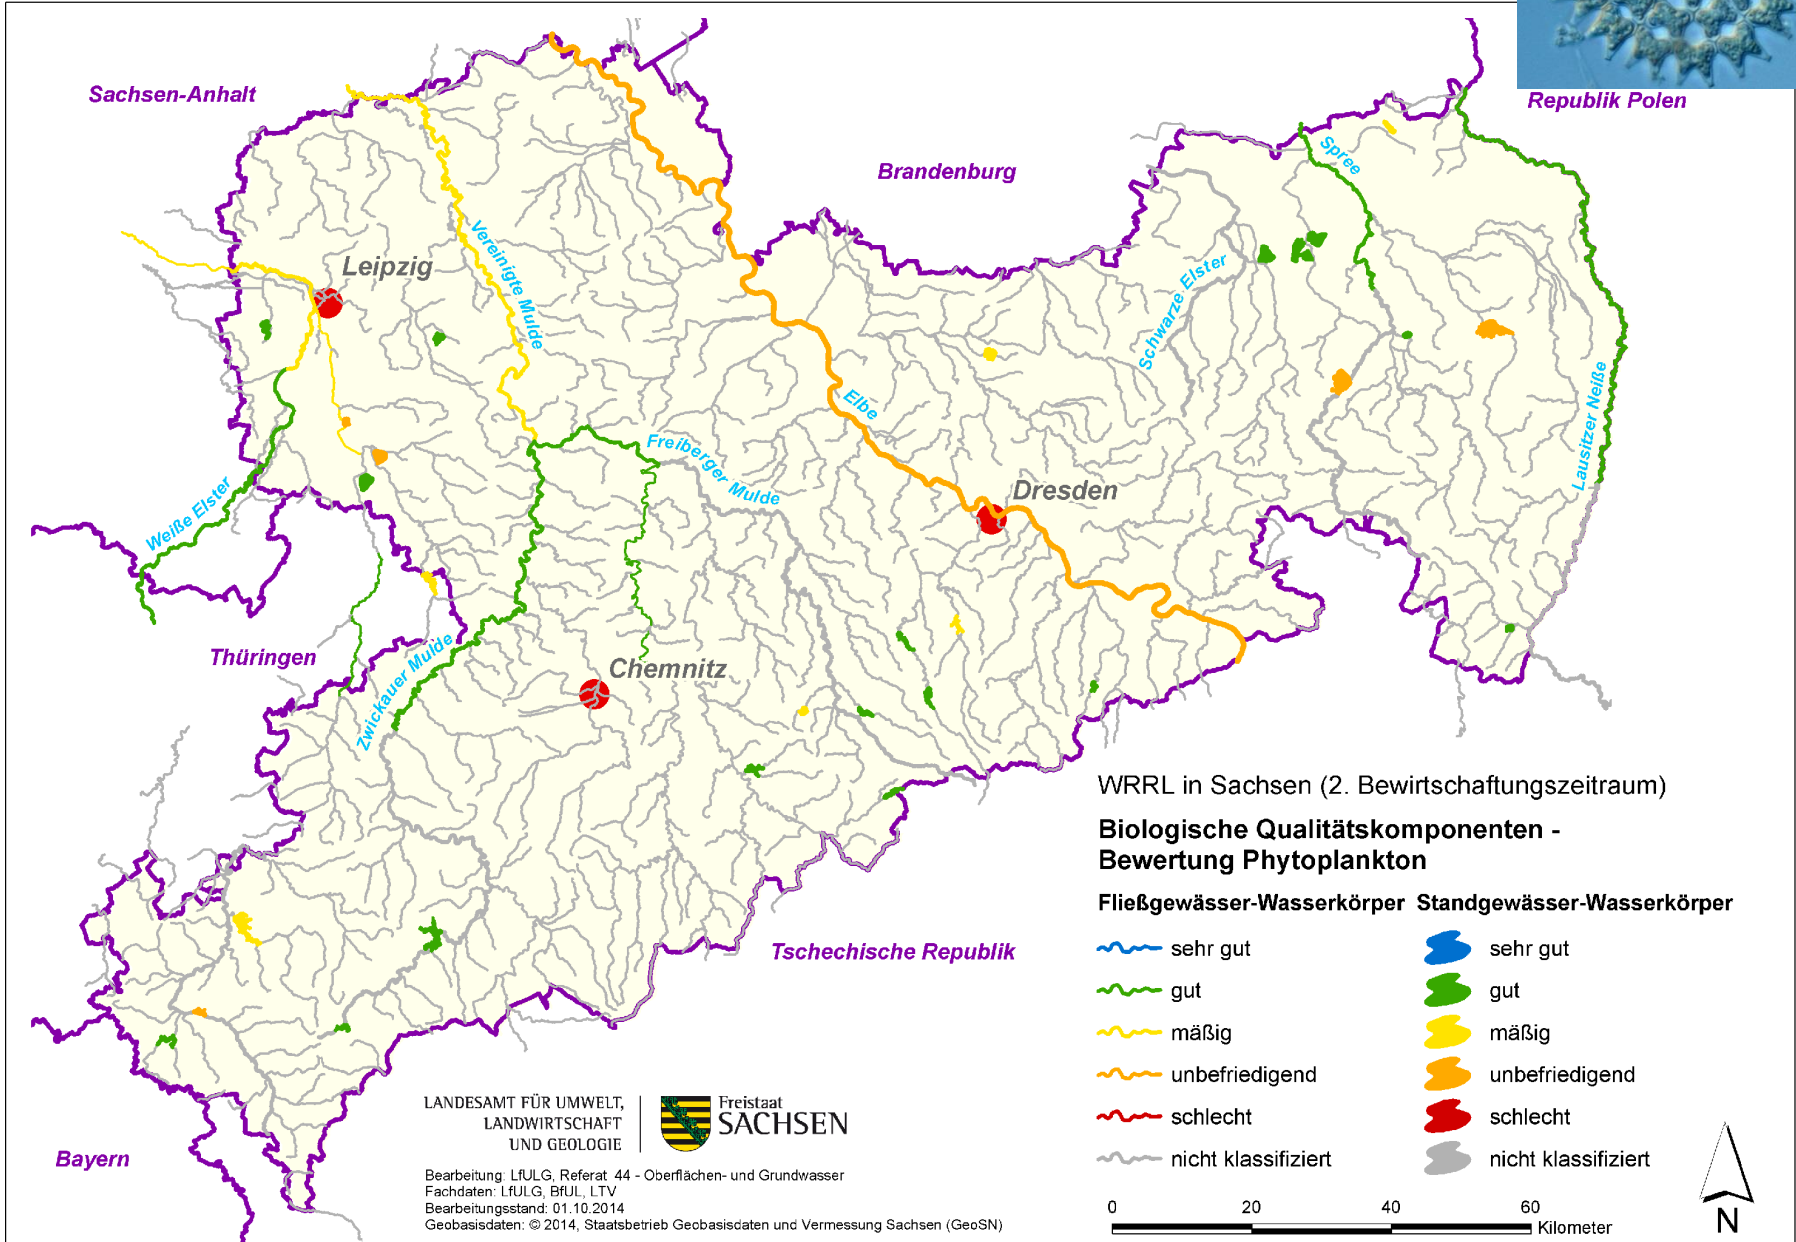 Sachsen-Anhalt
Republik Polen
Brandenburg
Spree
Leipzig
Vereinigte Mulde
Schwarze Elster
Elbe
Lausitzer Neiße
Freiberger Mulde
Dresden
Weiße Elster
Thüringen
Zwickauer Mulde
Chemnitz
Tschechische Republik
Bayern
WRRL in Sachsen (2. Bewirtschaftungszeitraum)
Biologische Qualitätskomponenten -
Bewertung Phytoplankton
Fließgewässer-Wasserkörper Standgewässer-Wasserkörper
sehr gut sehr gut
gut gut
mäßig mäßig
unbefriedigend unbefriedigend
schlecht schlecht
nicht klassifiziert nicht klassifiziert
LANDESAMT FÜR UMWELT,
LANDWIRTSCHAFT
UND GEOLOGIE
Freistaat
SACHSEN
Bearbeitung: LfULG, Referat 44 - Oberflächen- und Grundwasser
Fachdaten: LfULG, BfUL, LTV
Bearbeitungsstand: 01.10.2014
Geobasisdaten: © 2014, Staatsbetrieb Geobasisdaten und Vermessung Sachsen (GeoSN)
0 20 40 60
Kilometer
N